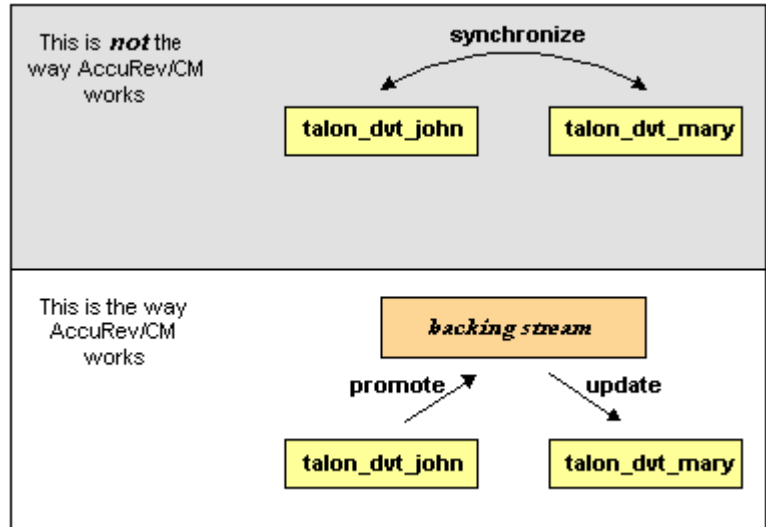 This is not the
way AccuRev/CM
works
synchronize
talon_dvt_john
talon_dvt_mary
This is the way
AccuRev/CM
works
backing stream
promote
update
talon_dvt_john
talon_dvt_mary